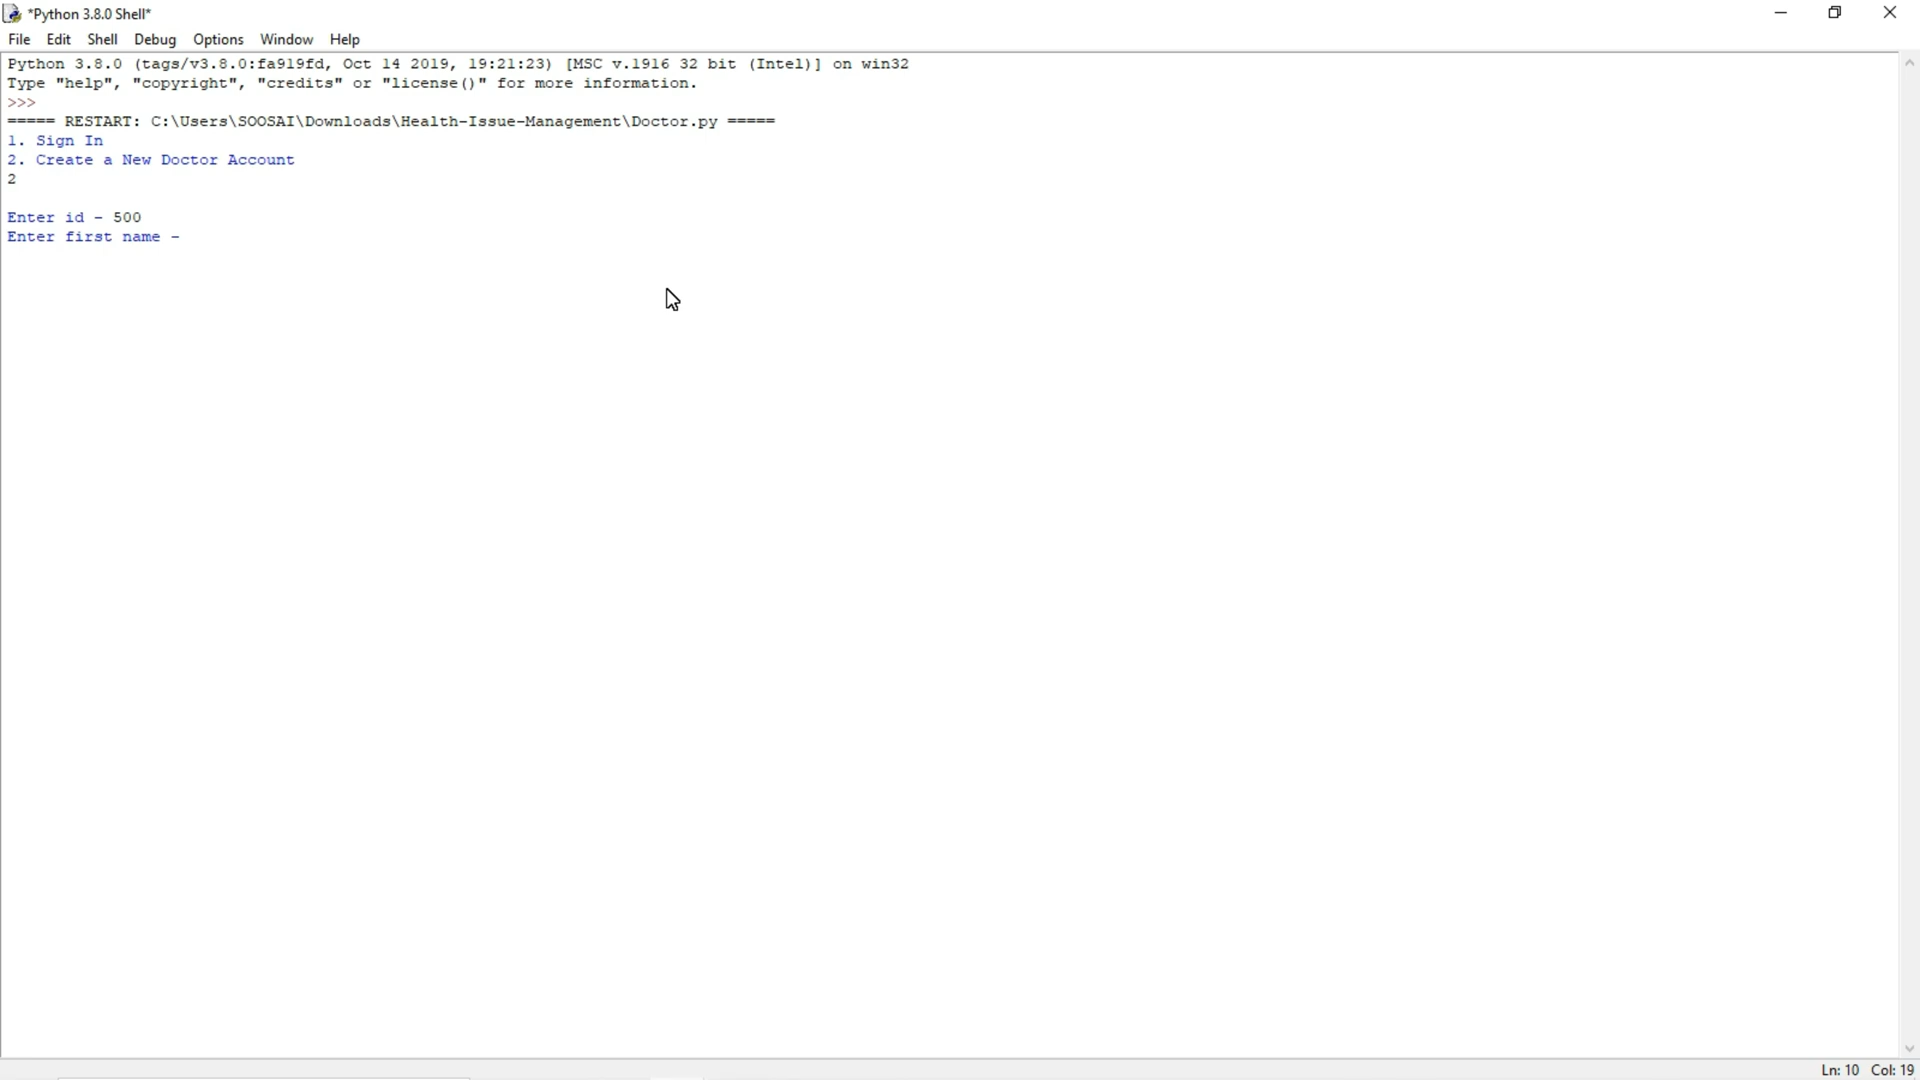 *Python 3.8.0 Shell*
File Edit Shell Debug Options Window Help
Python 3.8.0 (tags/v3.8.0:fa919fd, Oct 14 2019, 19:21:23) [MSC v.1916 32 bit (Intel)] on win32
Type "help", "copyright", "credits" or "license()" for more information.
>>>
===== RESTART: C:\Users\SOOSAI\Downloads\Health-Issue-Management\Doctor.py =====
1. Sign In
2. Create a New Doctor Account
2
Enter id - 500
Enter first name -
Ln: 10 Col: 19